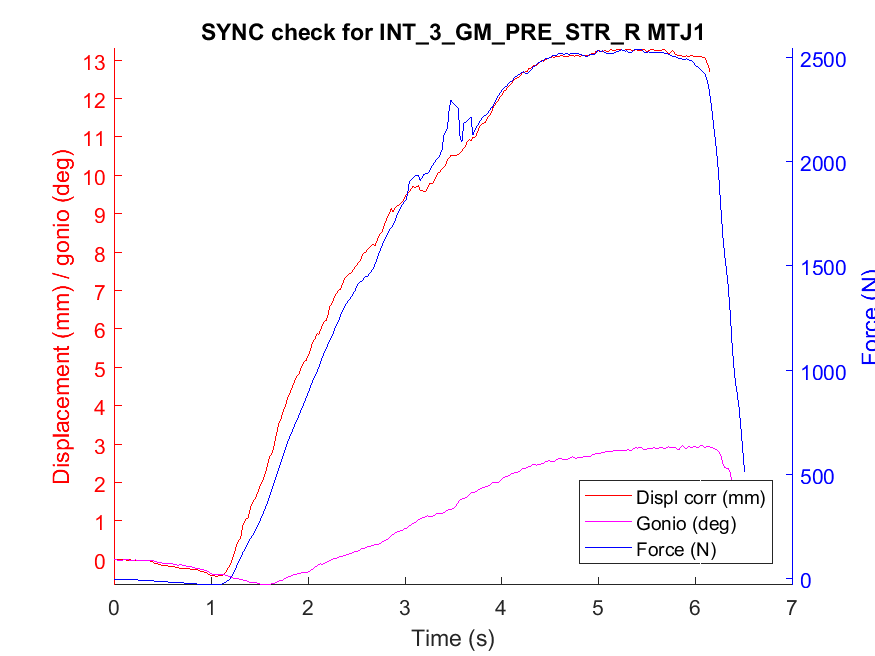 SYNC check for INT_3_GM_PRE_STR_R MTJ1
Displacement (mm) / gonio (deg)
13
12
11
10
9
8
7
6
5
4
3
2
1
0
2500
2000
1500
1000
500
0
Force (N)
Displ corr (mm)
Gonio (deg)
Force (N)
0 1 2 3 4 5 6 7
Time (s)